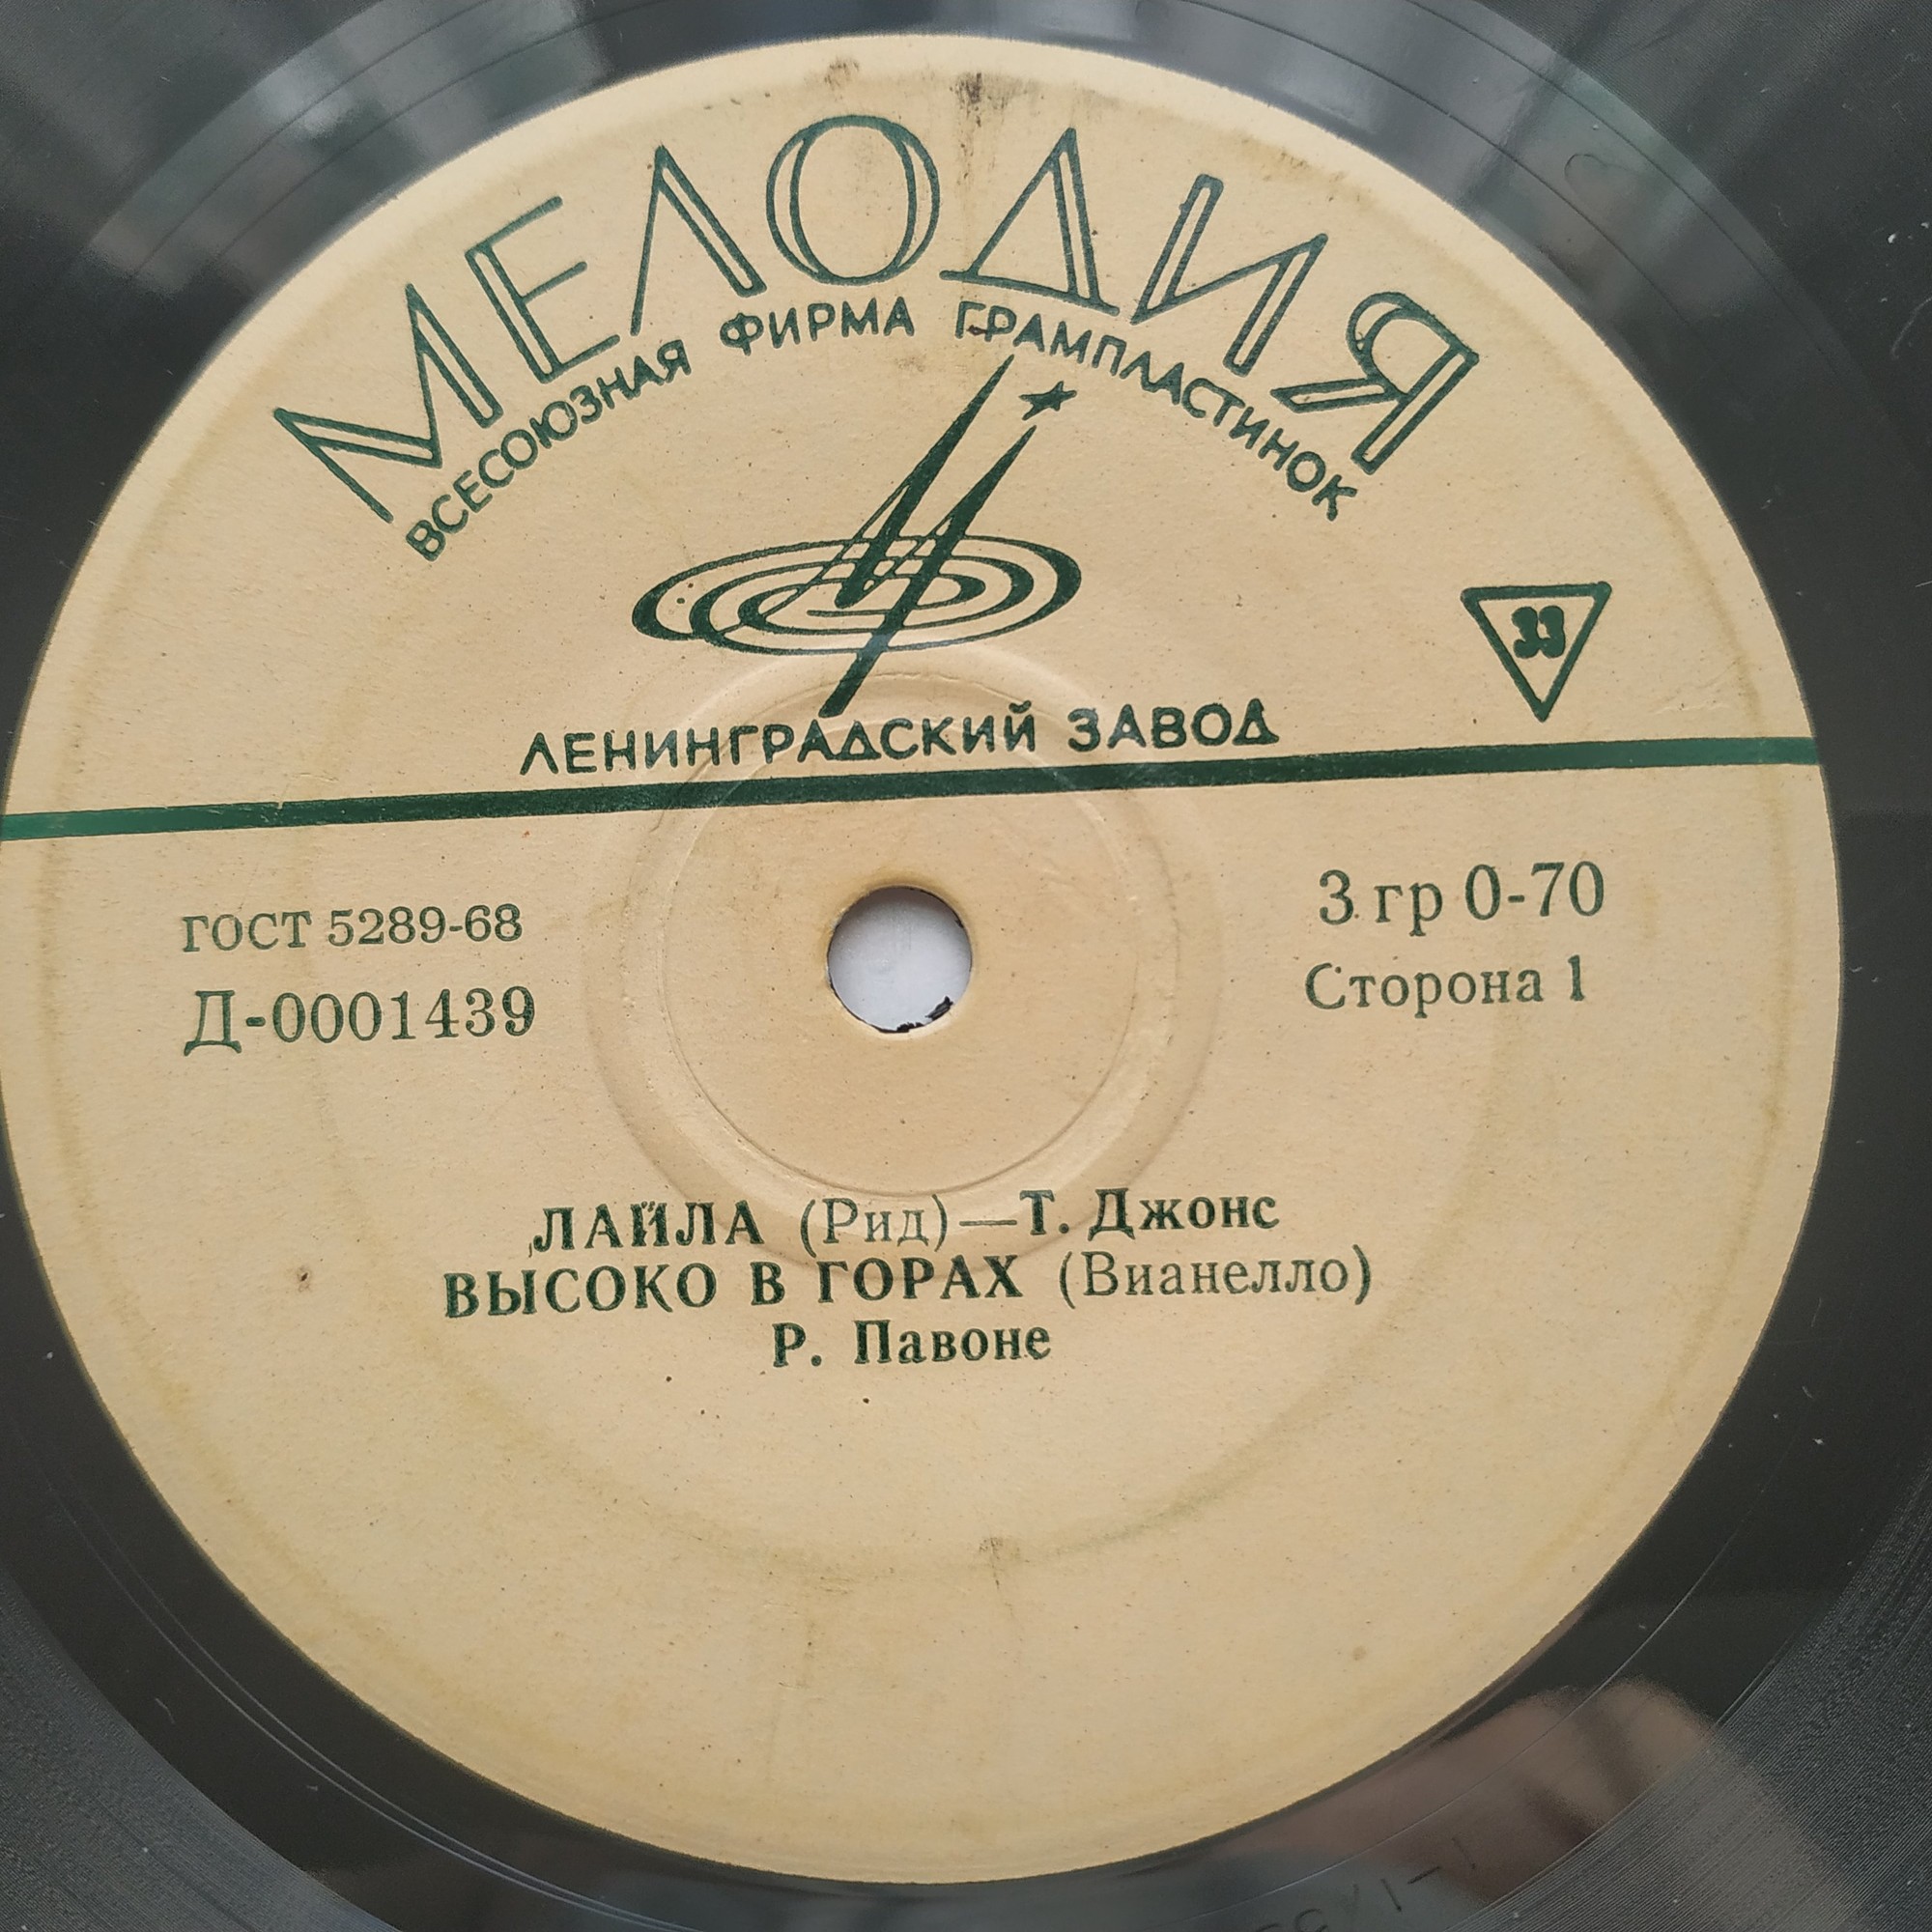 МЕЛОДИЯ
ВСЕСОЮЗНАЯ ФИРМА ГРАМПЛАСТИНОК
33
ЛЕНИНГРАДСКИЙ ЗАВОД
ГОСТ 5289-68
3 гр 0-70
Д-0001439
Сторона 1
ЛАЙЛА (Рид)—Т. Джонс
ВЫСОКО В ГОРАХ (Вианелло)
Р. Павоне